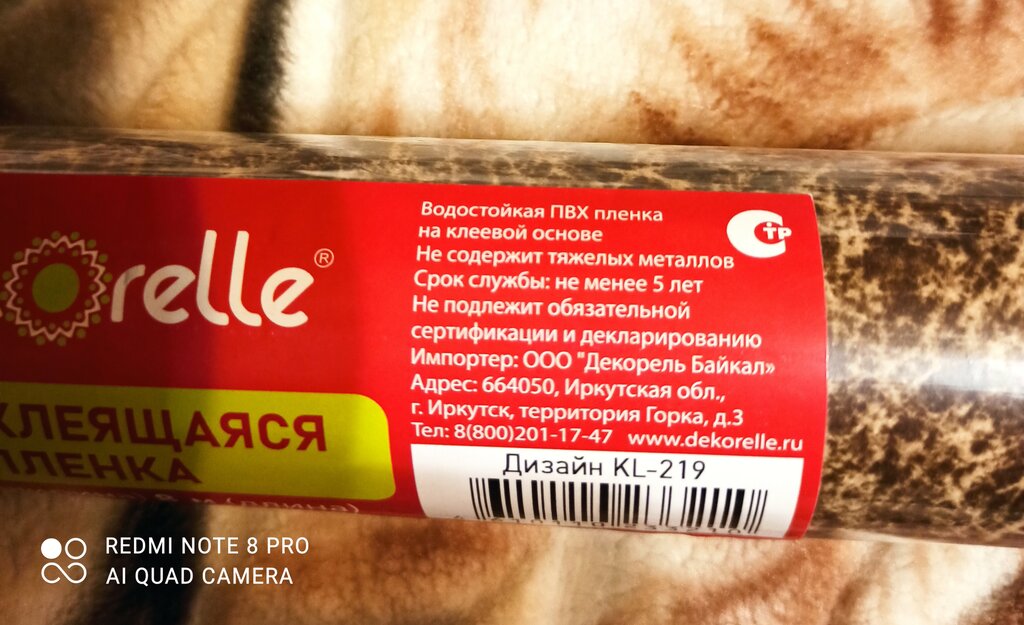 orelle®
КЛЕЯЩАЯСЯ
ПЛЕНКА
Водостойкая ПВХ пленка
на клеевой основе
Не содержит тяжелых металлов
Срок службы: не менее 5 лет
Не подлежит обязательной
сертификации и декларированию
Импортер: ООО "Декорель Байкал»
Адрес: 664050, Иркутская обл.,
г. Иркутск, территория Горка, д.3
Тел: 8(800)201-17-47 www.dekorelle.ru
Стр
Дизайн KL-219
REDMI NOTE 8 PRO
AI QUAD CAMERA